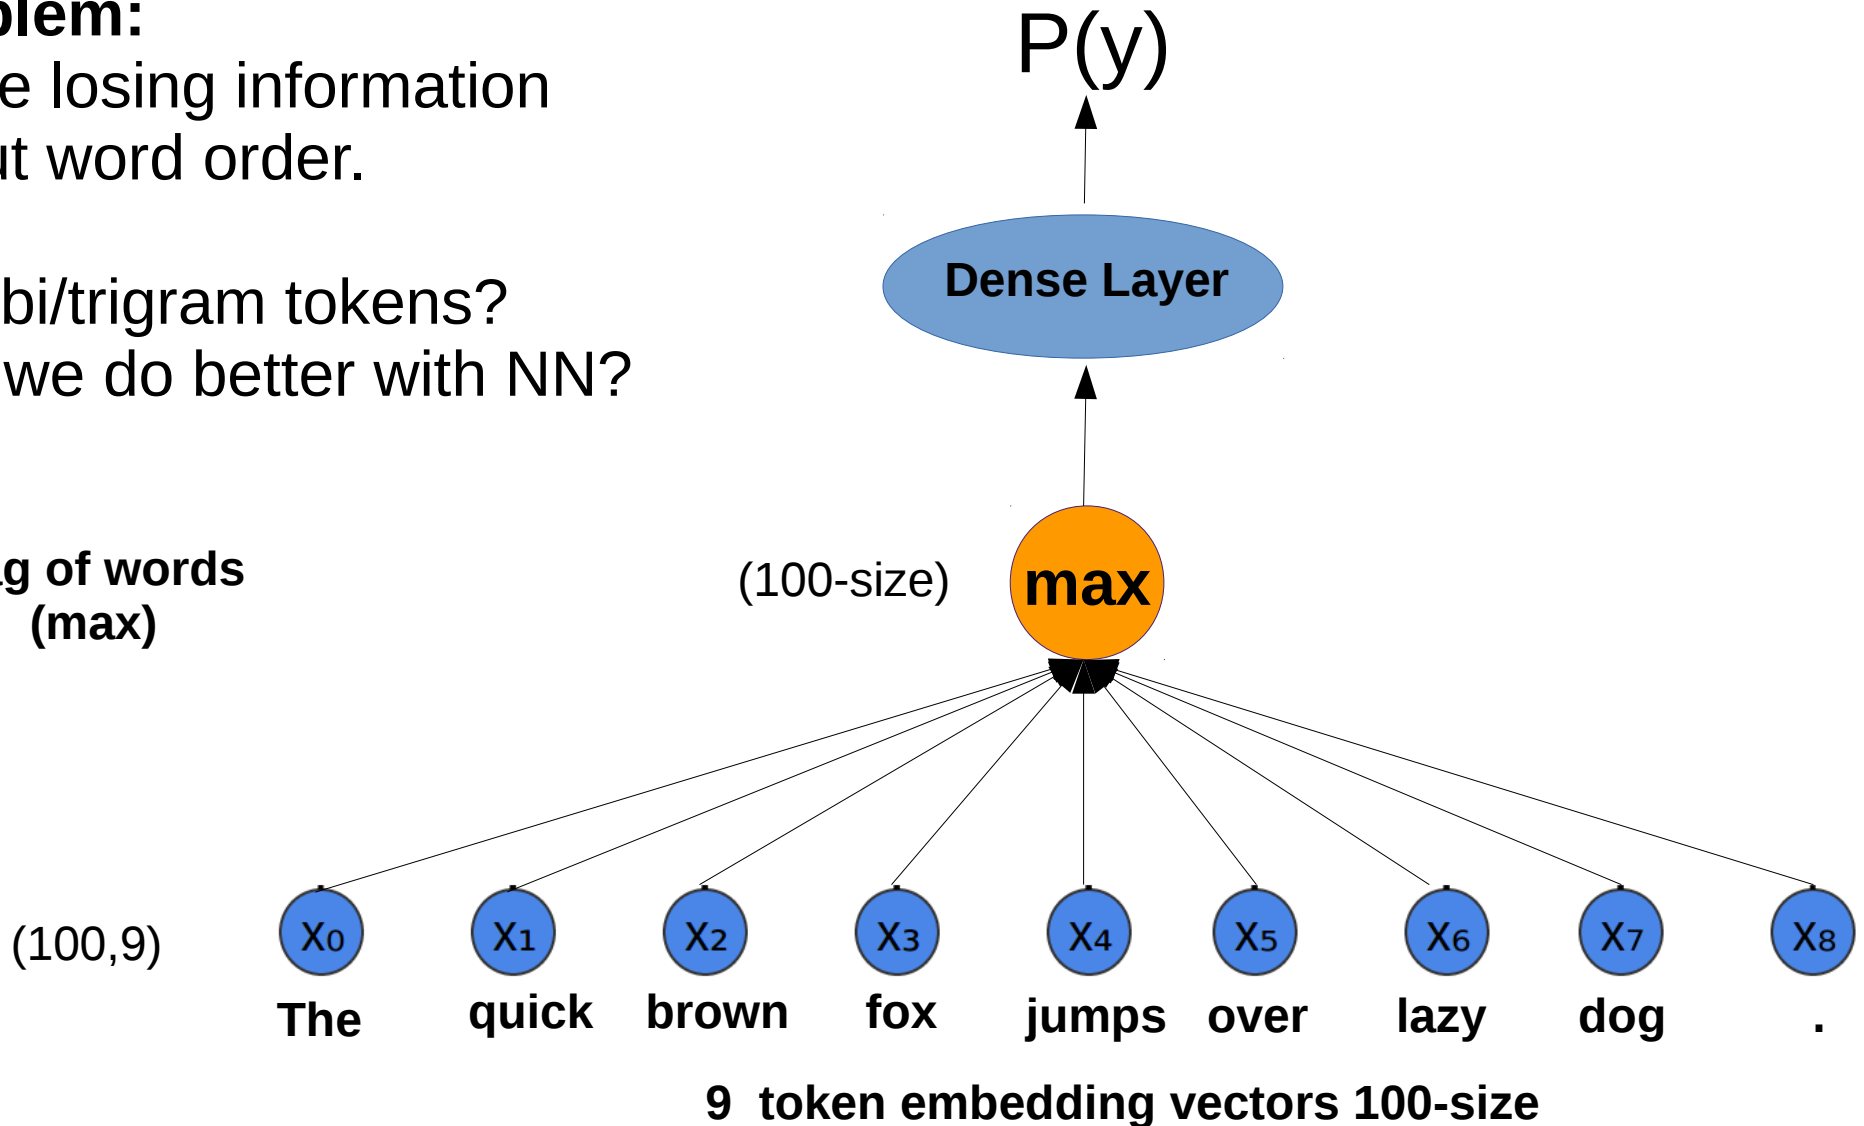 blem:
e losing information
ut word order.
bi/trigram tokens?
we do better with NN?
P(y)
Dense Layer
g of words
(max)
(100-size)
max
(100,9)
X0 X1 X2 X3 X4 X5 X6 X7 X8
The quick brown fox jumps over lazy dog .
9 token embedding vectors 100-size